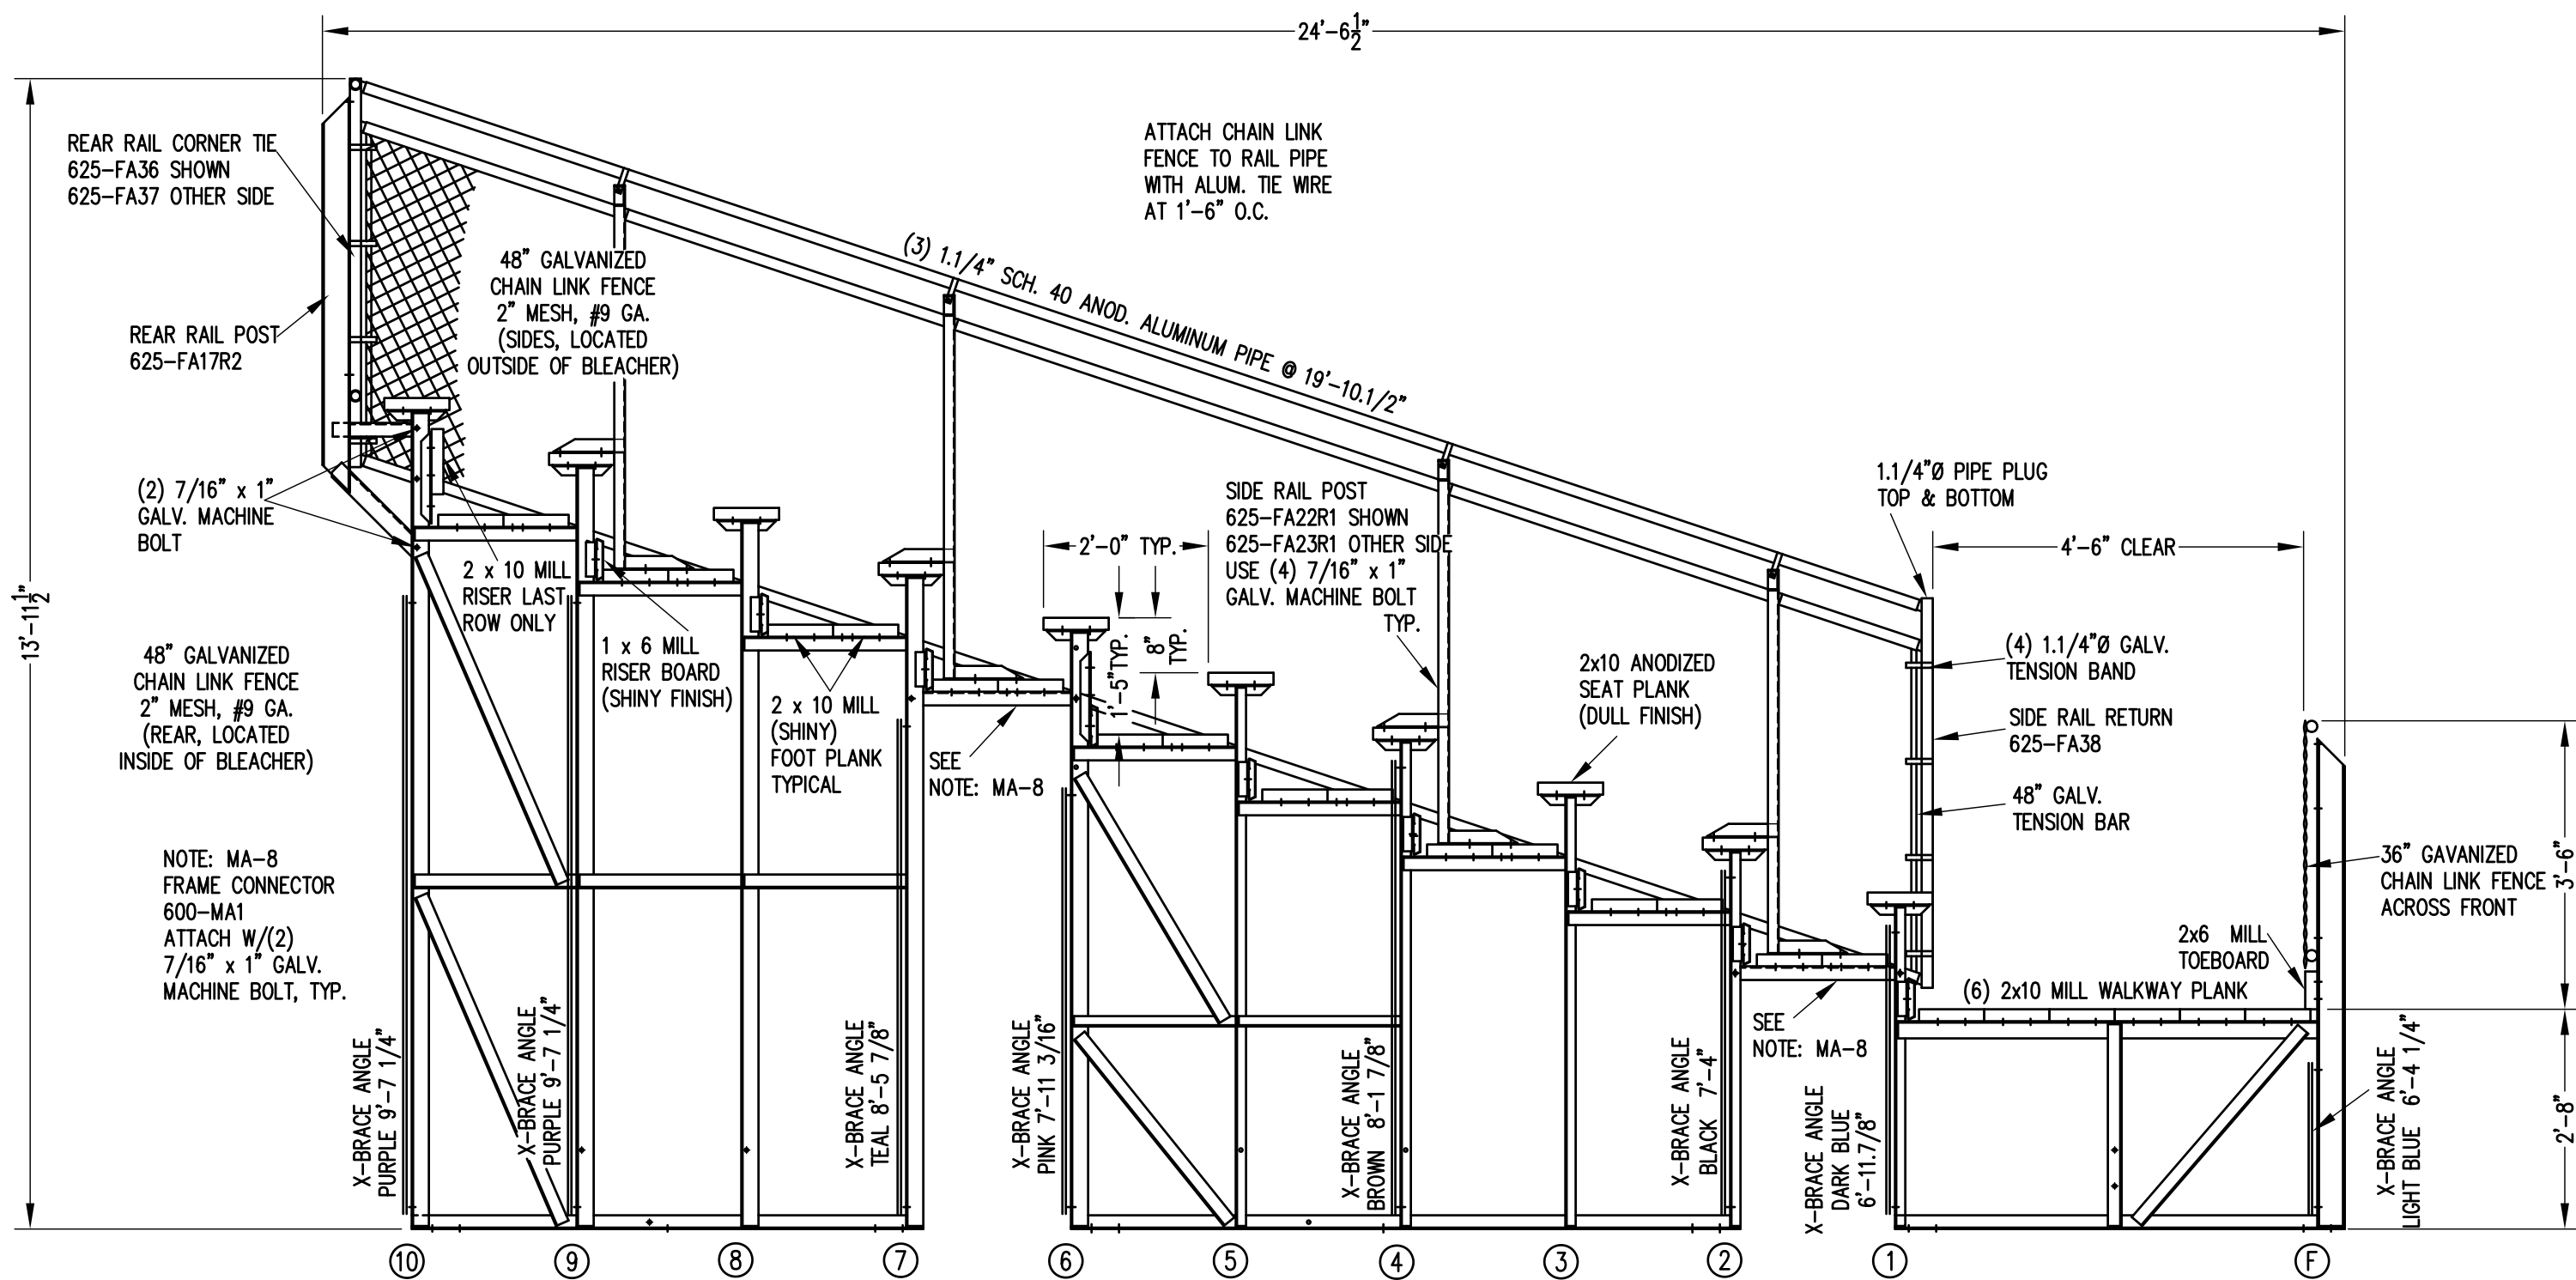 24'-6 1/2"
13'-11 1/2"
REAR RAIL CORNER TIE
625-FA36 SHOWN
625-FA37 OTHER SIDE
ATTACH CHAIN LINK
FENCE TO RAIL PIPE
WITH ALUM. TIE WIRE
AT 1'-6" O.C.
48" GALVANIZED
CHAIN LINK FENCE
2" MESH, #9 GA.
(SIDES, LOCATED
OUTSIDE OF BLEACHER)
(3) 1.1/4" SCH. 40 ANOD. ALUMINUM PIPE @ 19'-10.1/2"
REAR RAIL POST
625-FA17R2
(2) 7/16" x 1"
GALV. MACHINE
BOLT
2 x 10 MILL
RISER LAST
ROW ONLY
1 x 6 MILL
RISER BOARD
(SHINY FINISH)
2 x 10 MILL
(SHINY)
FOOT PLANK
TYPICAL
48" GALVANIZED
CHAIN LINK FENCE
2" MESH, #9 GA.
(REAR, LOCATED
INSIDE OF BLEACHER)
NOTE: MA-8
FRAME CONNECTOR
600-MA1
ATTACH W/(2)
7/16" x 1" GALV.
MACHINE BOLT, TYP.
SEE
NOTE: MA-8
2'-0" TYP.
1'-5"TYP.
8"
TYP.
SIDE RAIL POST
625-FA22R1 SHOWN
625-FA23R1 OTHER SIDE
USE (4) 7/16" x 1"
GALV. MACHINE BOLT
TYP.
2x10 ANODIZED
SEAT PLANK
(DULL FINISH)
1.1/4"Ø PIPE PLUG
TOP & BOTTOM
4'-6" CLEAR
(4) 1.1/4"Ø GALV.
TENSION BAND
SIDE RAIL RETURN
625-FA38
48" GALV.
TENSION BAR
36" GAVANIZED
CHAIN LINK FENCE
ACROSS FRONT
3'-6"
2x6 MILL
TOEBOARD
(6) 2x10 MILL WALKWAY PLANK
SEE
NOTE: MA-8
2'-8"
X-BRACE ANGLE
PURPLE 9'-7 1/4"
X-BRACE ANGLE
PURPLE 9'-7 1/4"
X-BRACE ANGLE
TEAL 8'-5 7/8"
X-BRACE ANGLE
PINK 7'-11 3/16"
X-BRACE ANGLE
BROWN 8'-1 7/8"
X-BRACE ANGLE
BLACK 7'-4"
X-BRACE ANGLE
DARK BLUE
6'-11.7/8"
X-BRACE ANGLE
LIGHT BLUE 6'-4 1/4"
10 9 8 7 6 5 4 3 2 1 F